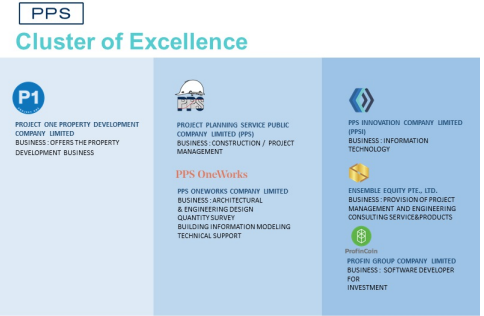 PPS
Cluster of Excellence
P1
PROJECT ONE PROPERTY DEVELOPMENT
COMPANY LIMITED
BUSINESS : OFFERS THE PROPERTY
DEVELOPMENT BUSINESS
PPS
PROJECT PLANNING SERVICE PUBLIC
COMPANY LIMITED (PPS)
BUSINESS : CONSTRUCTION / PROJECT
MANAGEMENT
PPS OneWorks
PPS ONEWORKS COMPANY LIMITED
BUSINESS : ARCHITECTURAL
& ENGINEERING DESIGN
QUANTITY SURVEY
BUILDING INFORMATION MODELING
TECHNICAL SUPPORT
PPS INNOVATION COMPANY LIMITED
(PPSI)
BUSINESS : INFORMATION
TECHNOLOGY
ENSEMBLE EQUITY PTE., LTD.
BUSINESS : PROVISION OF PROJECT
MANAGEMENT AND ENGINEERING
CONSULTING SERVICE&PRODUCTS
ProfinCoin
PROFIN GROUP COMPANY LIMITED
BUSINESS : SOFTWARE DEVELOPER
FOR
INVESTMENT